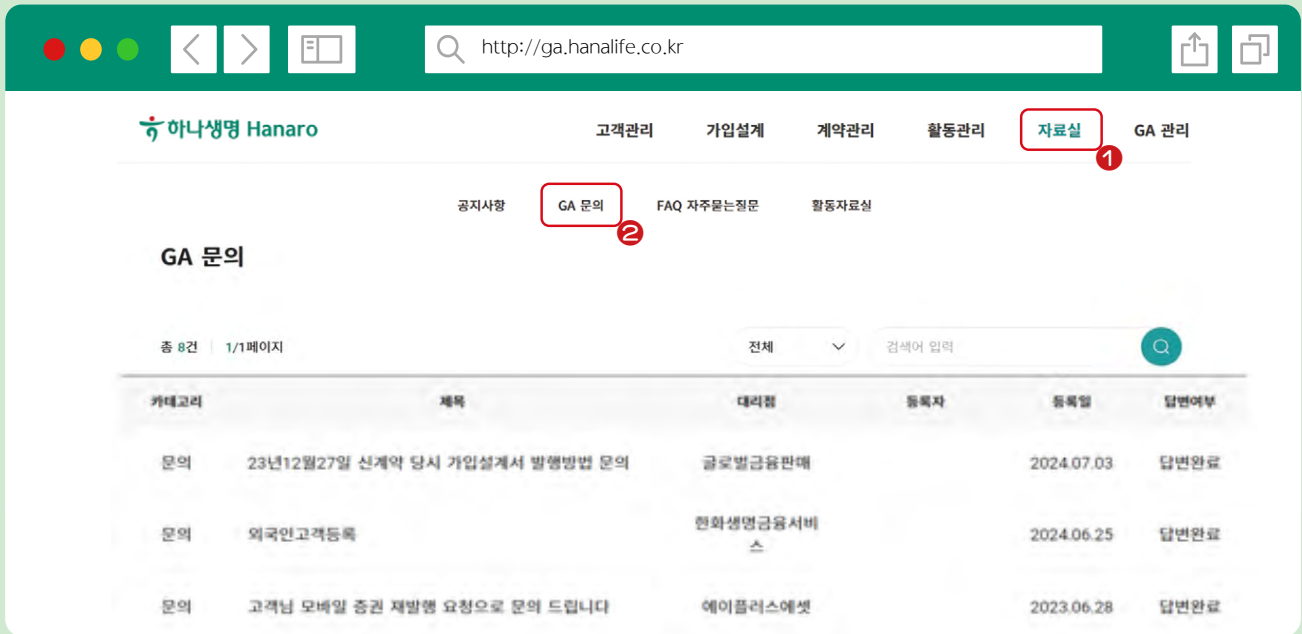 http://ga.hanalife.co.kr
하나생명 Hanaro
고객관리 가입설계 계약관리 활동관리 자료실 GA 관리
1
공지사항 GA 문의 FAQ 자주묻는질문 활동자료실
2
GA 문의
총 8건 1/1페이지 전체 검색어 입력
카테고리 제목 대리점 등록자 등록일 답변여부
문의 23년12월27일 신계약 당시 가입설계서 발행방법 문의 글로벌금융판매 2024.07.03 답변완료
문의 외국인고객등록 한화생명금융서비
스 2024.06.25 답변완료
문의 고객님 모바일 증권 재발행 요청으로 문의 드립니다 에이플러스에셋 2023.06.28 답변완료